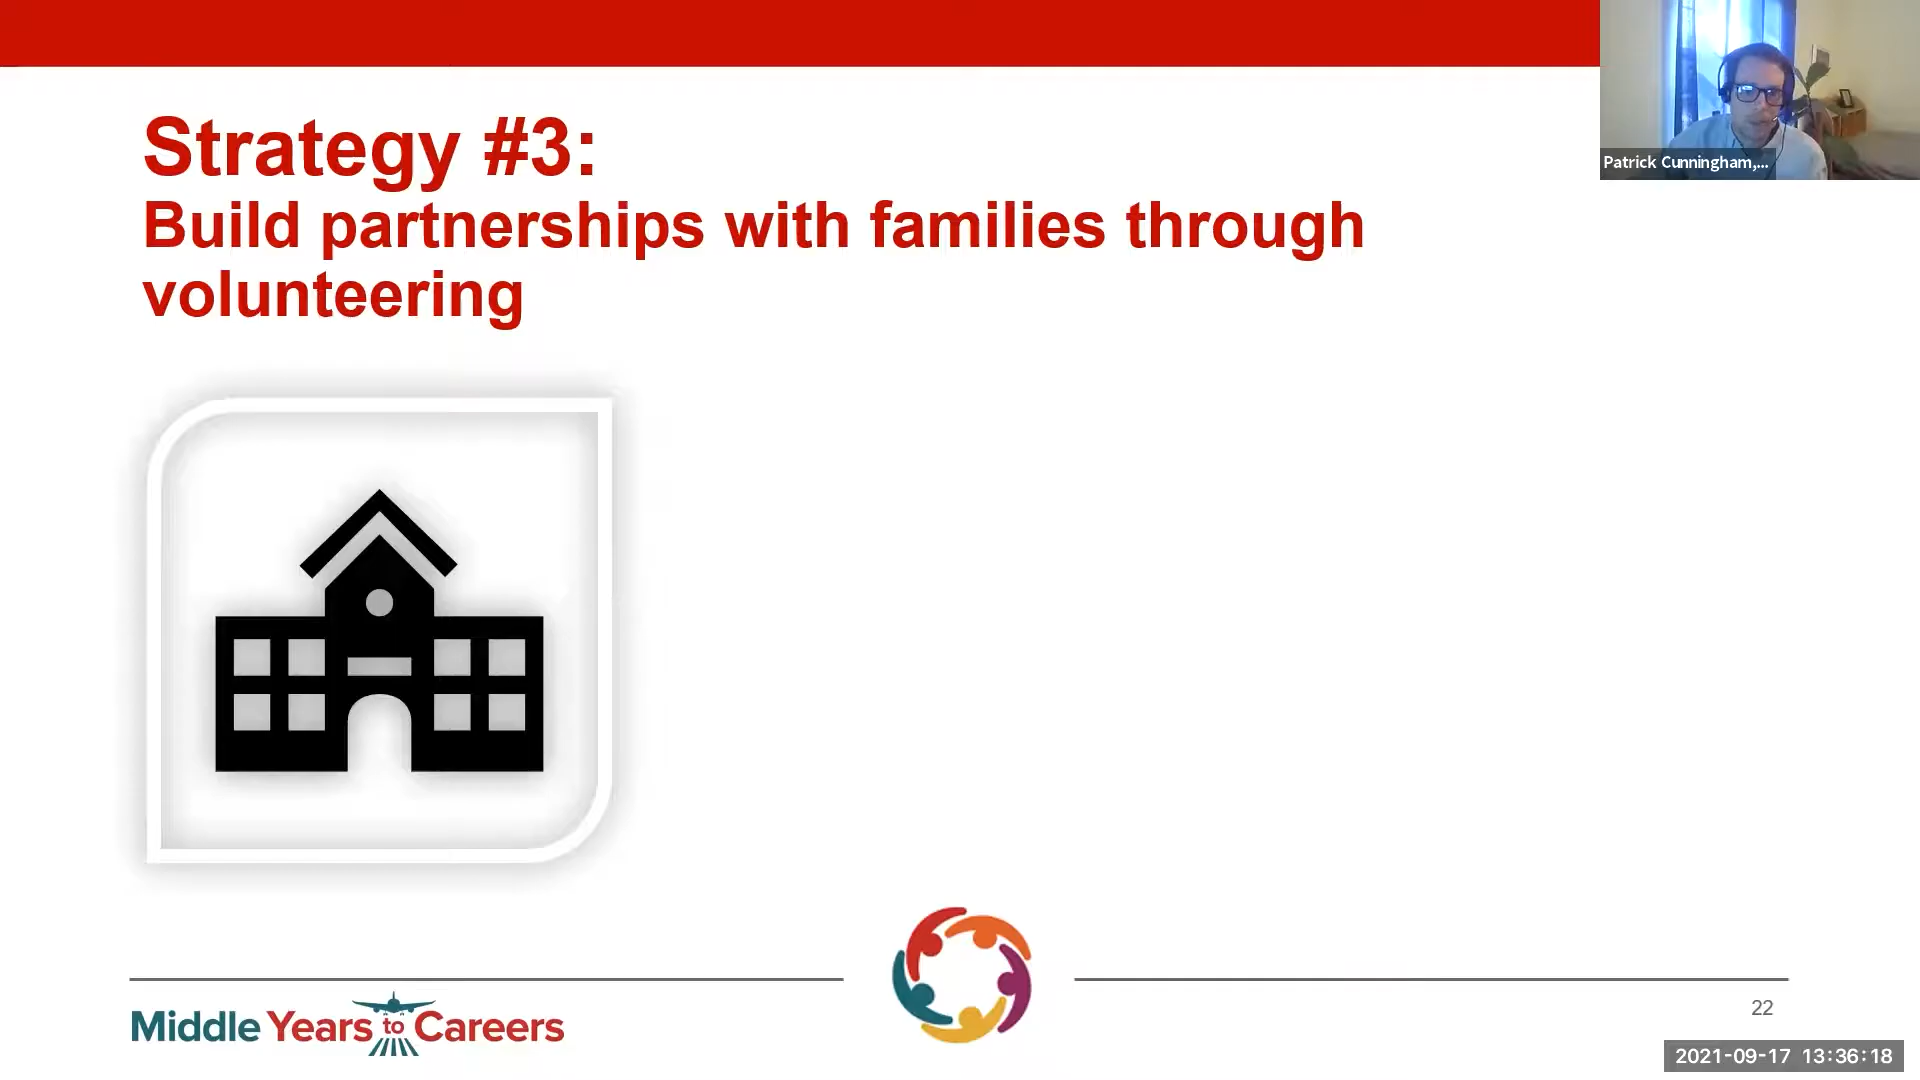 Strategy #3:
Build partnerships with families through
volunteering
Patrick Cunningham,...
Middle Years to Careers
22
2021-09-17 13:36:18